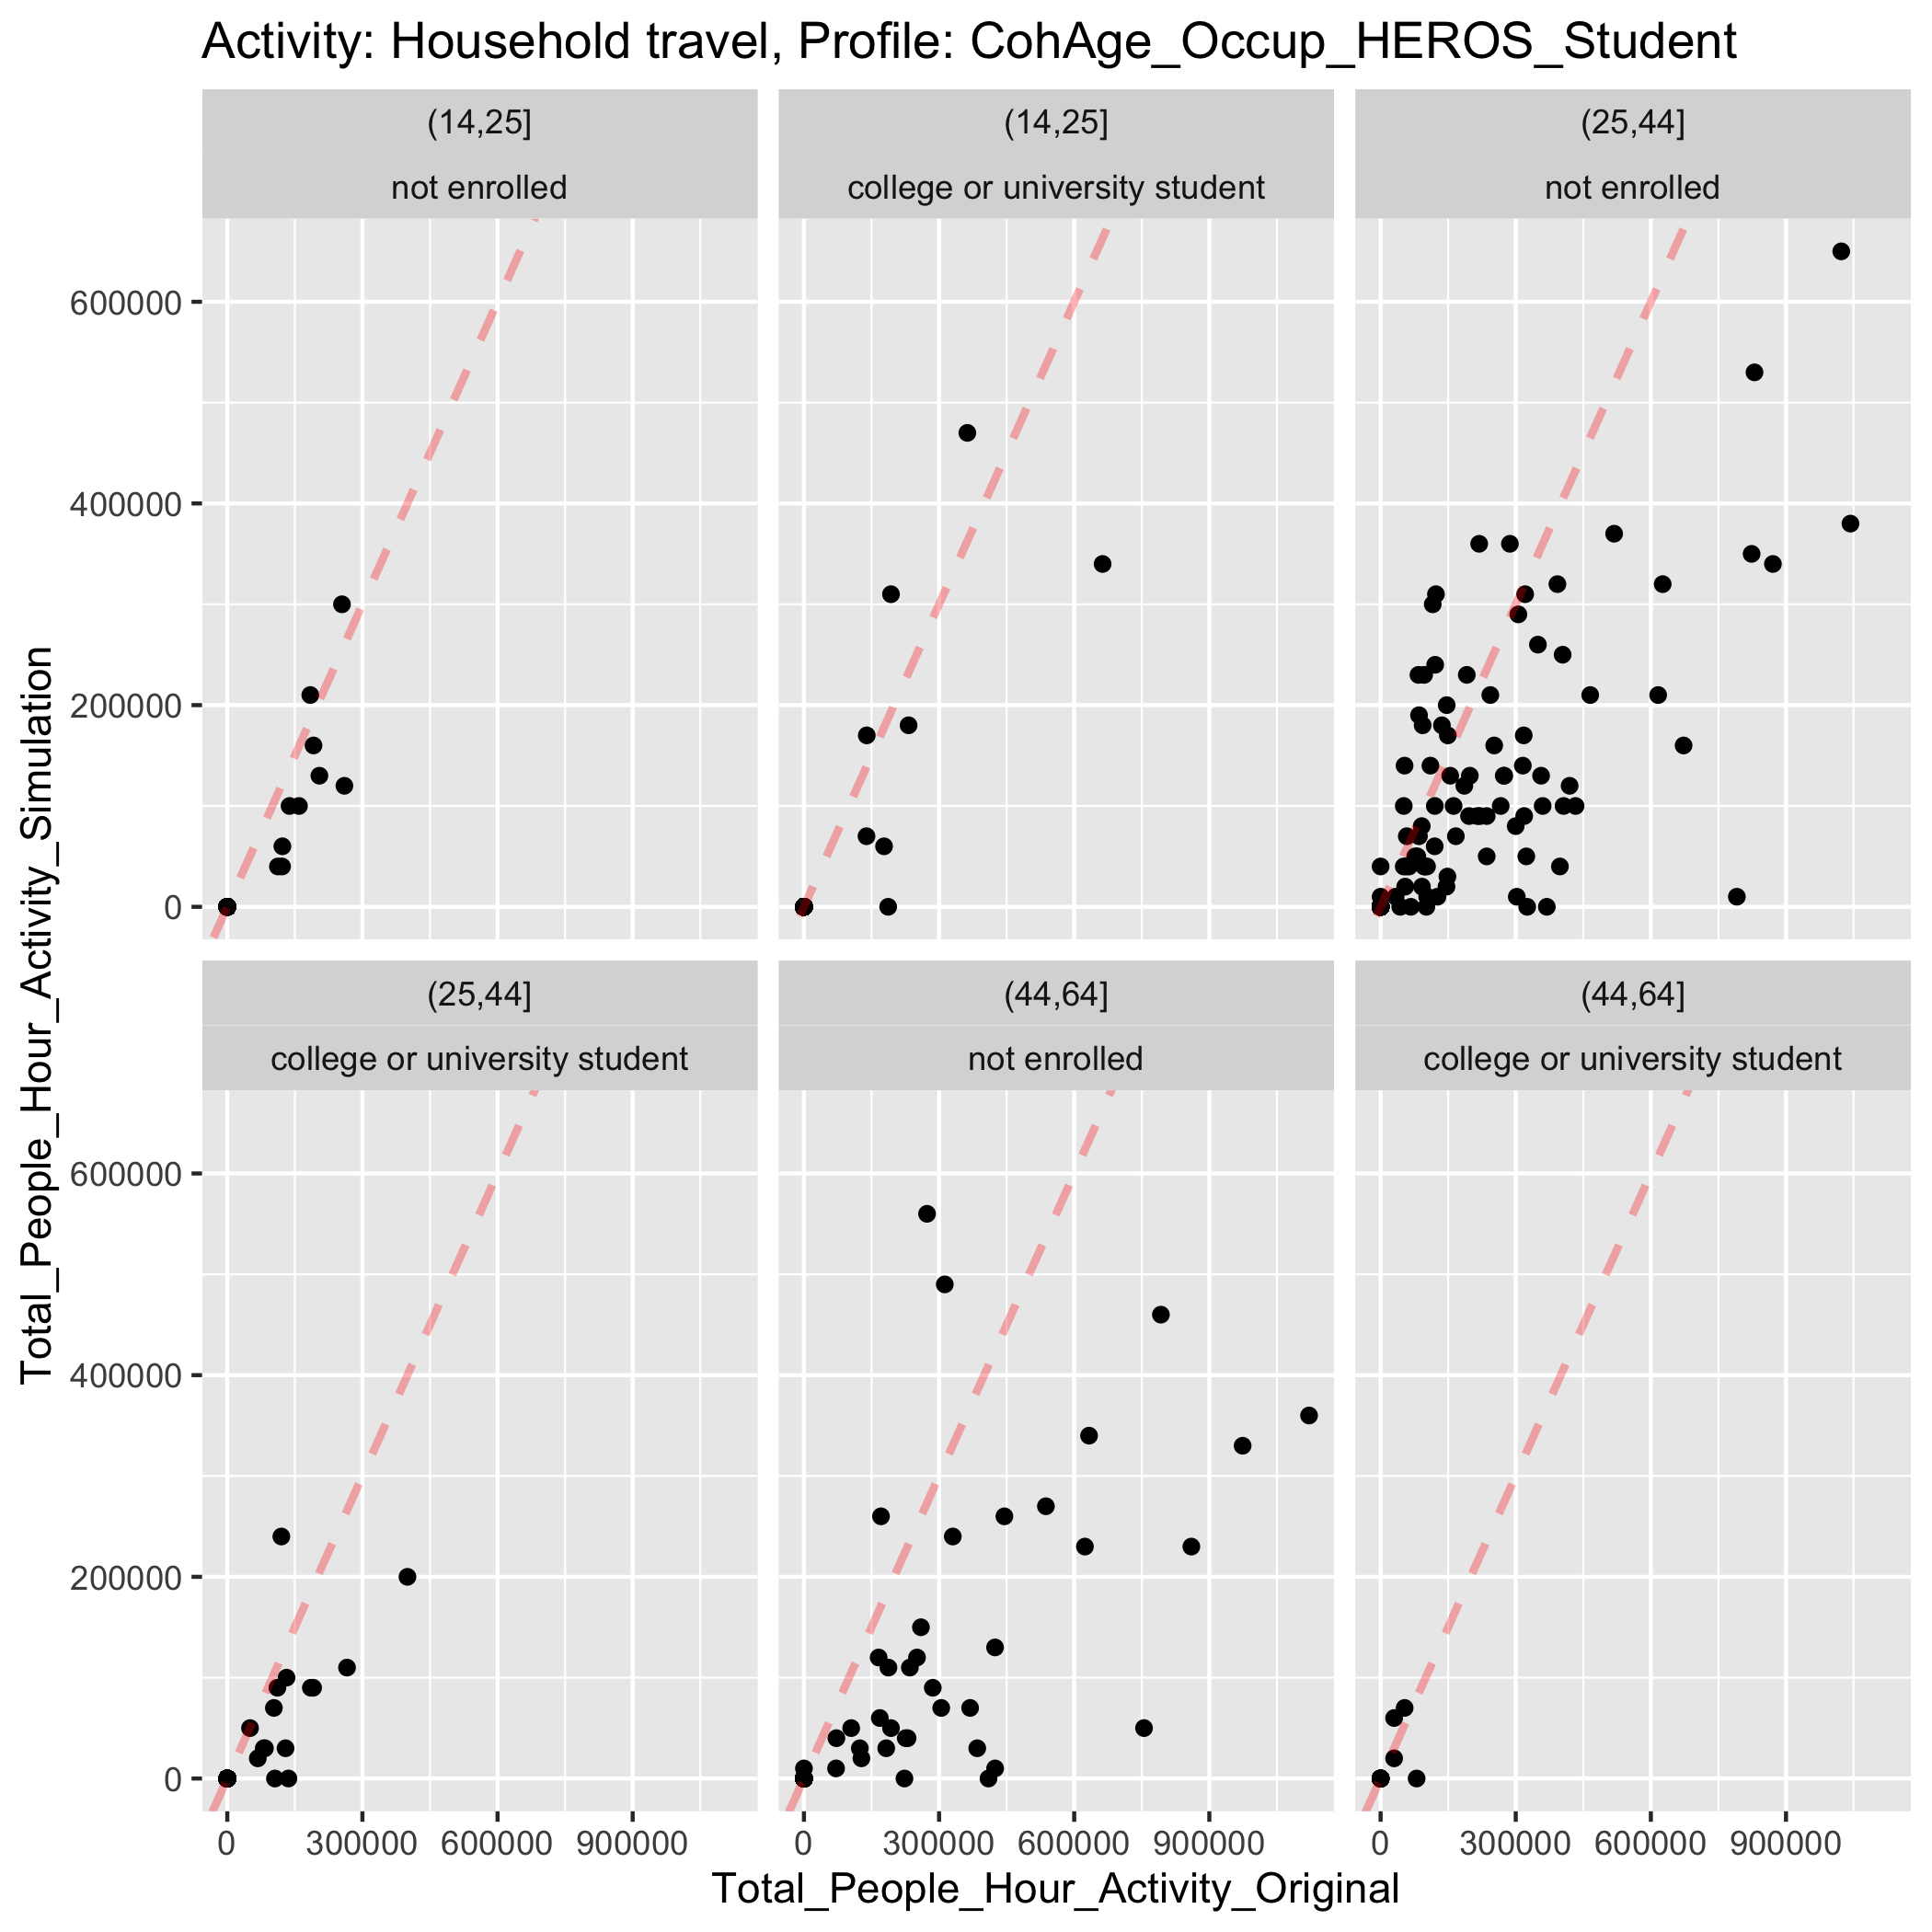 Activity: Household travel, Profile: CohAge_Occup_HEROS_Student
(14,25]
not enrolled
(14,25]
college or university student
(25,44]
not enrolled
600000
400000
200000
0
(25,44]
college or university student
(44,64]
not enrolled
(44,64]
college or university student
600000
400000
200000
0
0 300000 600000 900000
0 300000 600000 900000
0 300000 600000 900000
Total_People_Hour_Activity_Original
Total_People_Hour_Activity_Simulation